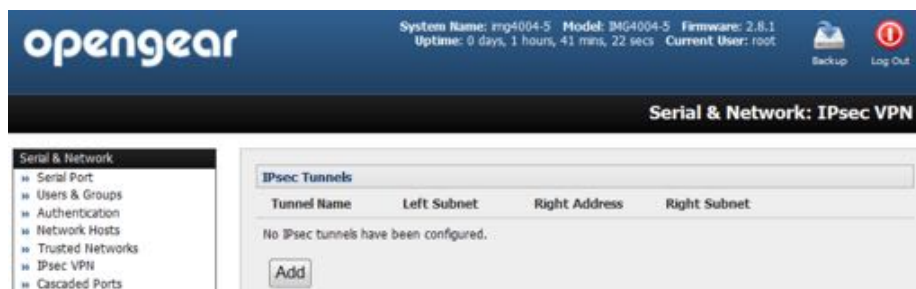 opengear
System Name: img4004-5 Model: IMG4004-5 Firmware: 2.8.1
Uptime: 0 days, 1 hours, 41 mins, 22 secs Current User: root
Backup
Log Out
Serial & Network: IPsec VPN
Serial & Network
» Serial Port
» Users & Groups
» Authentication
» Network Hosts
» Trusted Networks
» IPsec VPN
» Cascaded Ports
IPsec Tunnels
Tunnel Name Left Subnet Right Address Right Subnet
No IPsec tunnels have been configured.
Add